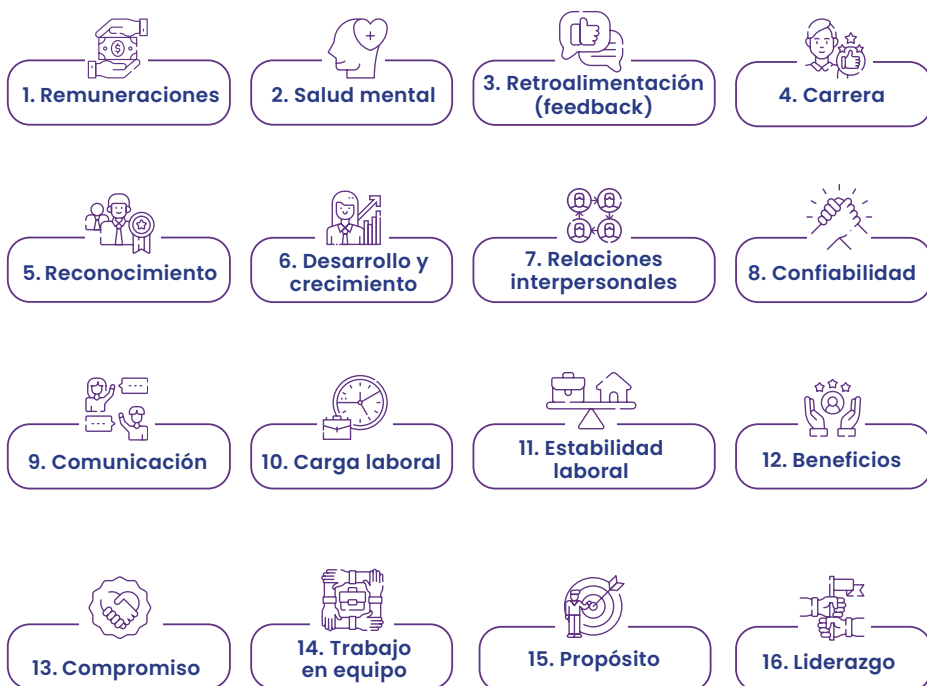 1. Remuneraciones
2. Salud mental
3. Retroalimentación
(feedback)
4. Carrera
5. Reconocimiento
6. Desarrollo y
crecimiento
7. Relaciones
interpersonales
8. Confiabilidad
9. Comunicación
10. Carga laboral
11. Estabilidad
laboral
12. Beneficios
13. Compromiso
14. Trabajo
en equipo
15. Propósito
16. Liderazgo